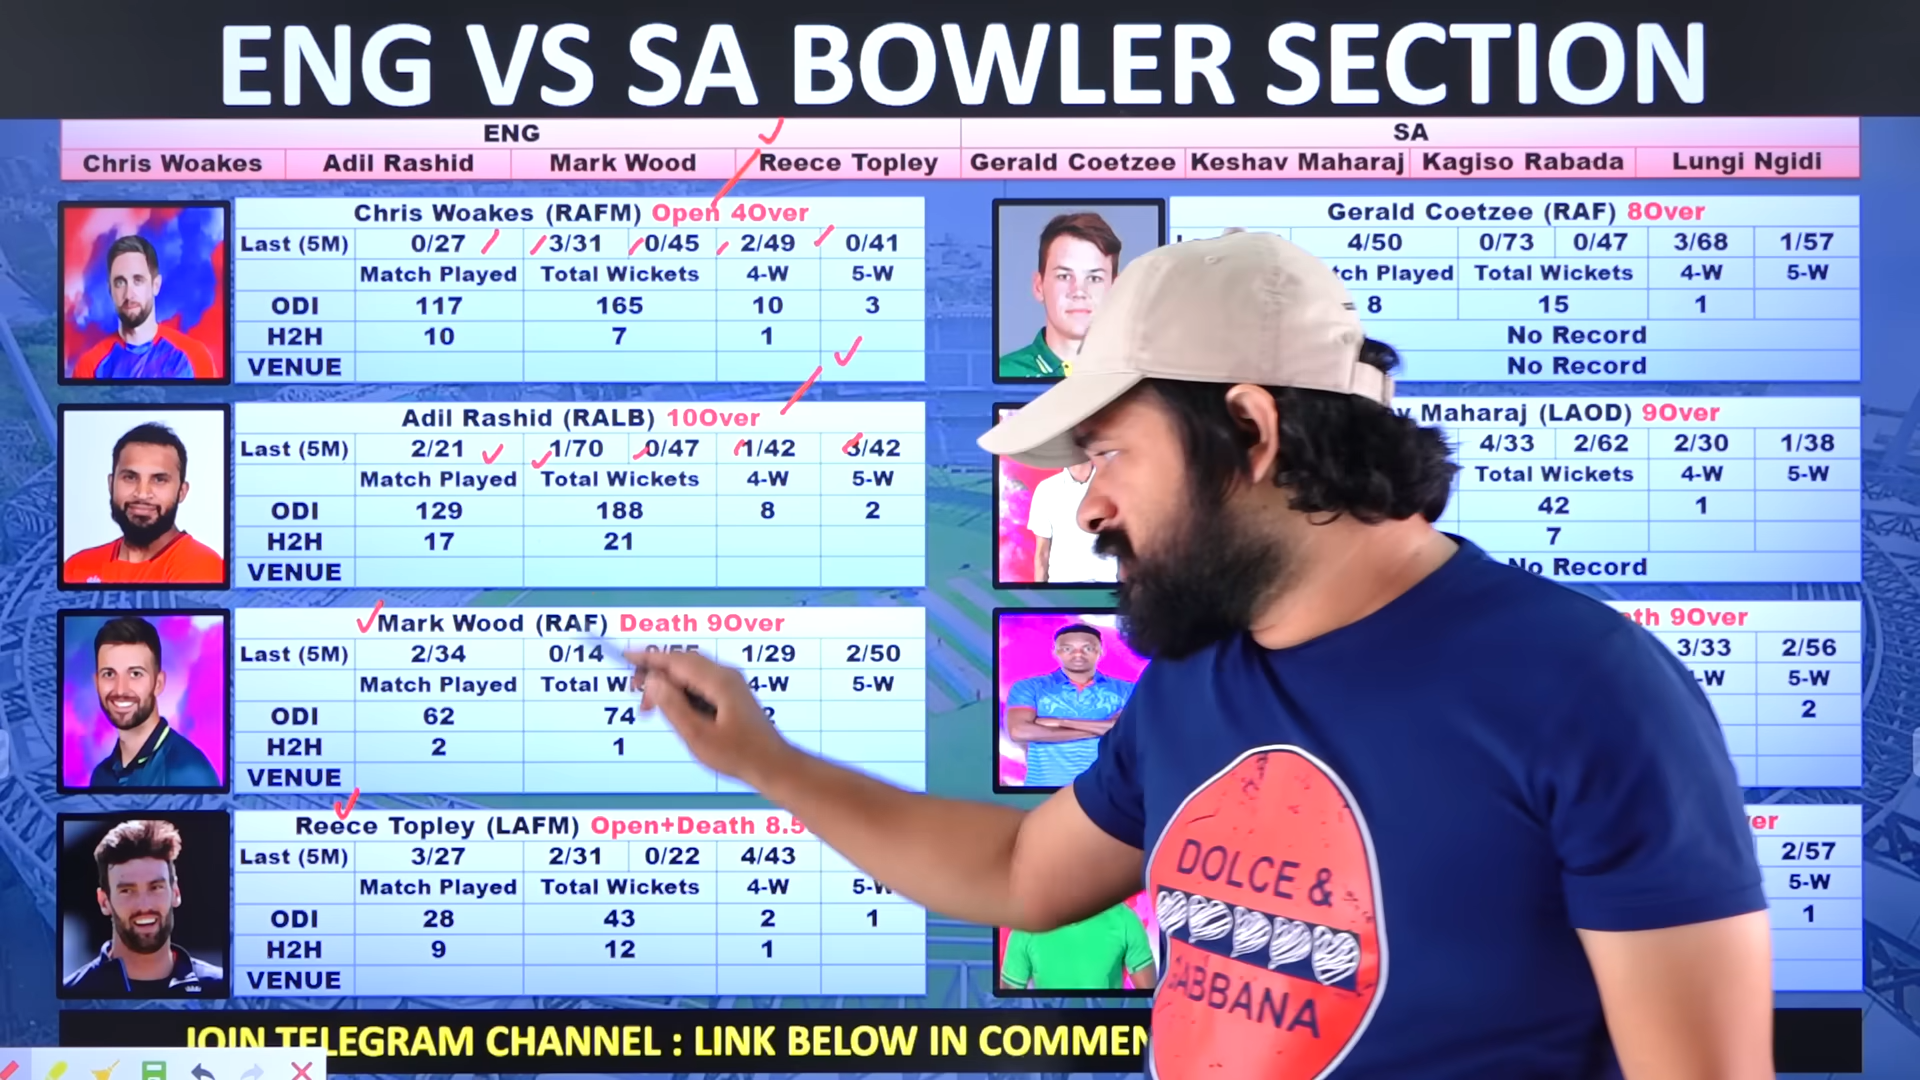 ENG VS SA BOWLER SECTION
ENG SA
Chris Woakes Adil Rashid Mark Wood Reece Topley Gerald Coetzee Keshav Maharaj Kagiso Rabada Lungi Ngidi
Chris Woakes (RAFM) Open 4Over
Last (5M) 0/27 3/31 0/45 2/49 0/41
Match Played Total Wickets 4-W 5-W
ODI 117 165 10 3
H2H 10 7 1
VENUE
Adil Rashid (RALB) 10Over
Last (5M) 2/21 1/70 0/47 1/42 3/42
Match Played Total Wickets 4-W 5-W
ODI 129 188 8 2
H2H 17 21
VENUE
Mark Wood (RAF) Death 9Over
Last (5M) 2/34 0/14 1/29 2/50
Match Played Total 4-W 5-W
ODI 62 74 2
H2H 2 1
VENUE
Reece Topley (LAFM) Open+Death 8.5
Last (5M) 3/27 2/31 0/22 4/43
Match Played Total Wickets 4-W 5-W
ODI 28 43 2 1
H2H 9 12 1
VENUE
Gerald Coetzee (RAF) 8Over
4/50 0/73 0/47 3/68 1/57
Played Total Wickets 4-W 5-W
8 15 1
No Record
No Record
Maharaj (LAOD) 9Over
4/33 2/62 2/30 1/38
Total Wickets 4-W 5-W
42 1
7
No Record
9Over
3/33 2/56
-W 5-W
2
2/57
5-W
1
DOLCE &
GABBANA
JOIN TELEGRAM CHANNEL : LINK BELOW IN